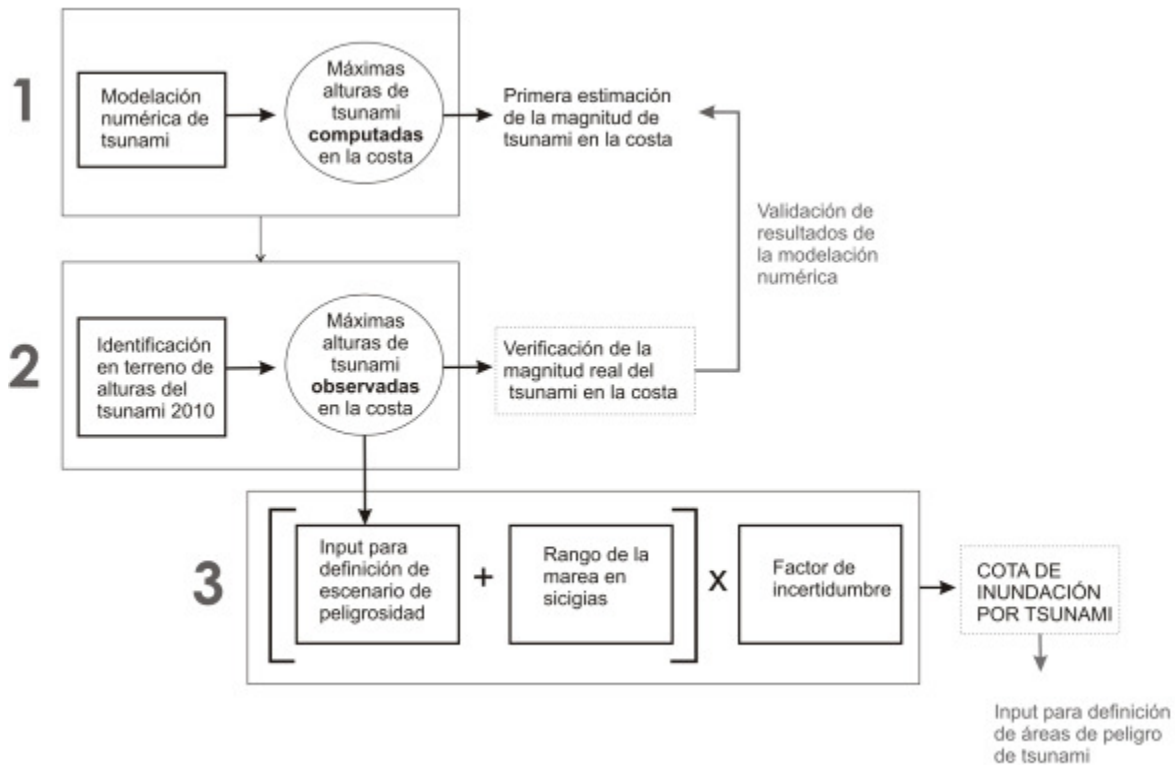 1
Modelación
numérica de
tsunami
Máximas
alturas de
tsunami
computadas
en la costa
Primera estimación
de la magnitud de
tsunami en la costa
Validación de
resultados de
la modelación
numérica
2
Identificación
en terreno de
alturas del
tsunami 2010
Máximas
alturas de
tsunami
observadas
en la costa
Verificación de la
magnitud real del
tsunami en la costa
3
Input para
definición de
escenario de
peligrosidad
+
Rango de la
marea en
sicigias
X
Factor de
incertidumbre
COTA DE
INUNDACIÓN
POR TSUNAMI
Input para definición
de áreas de peligro
de tsunami